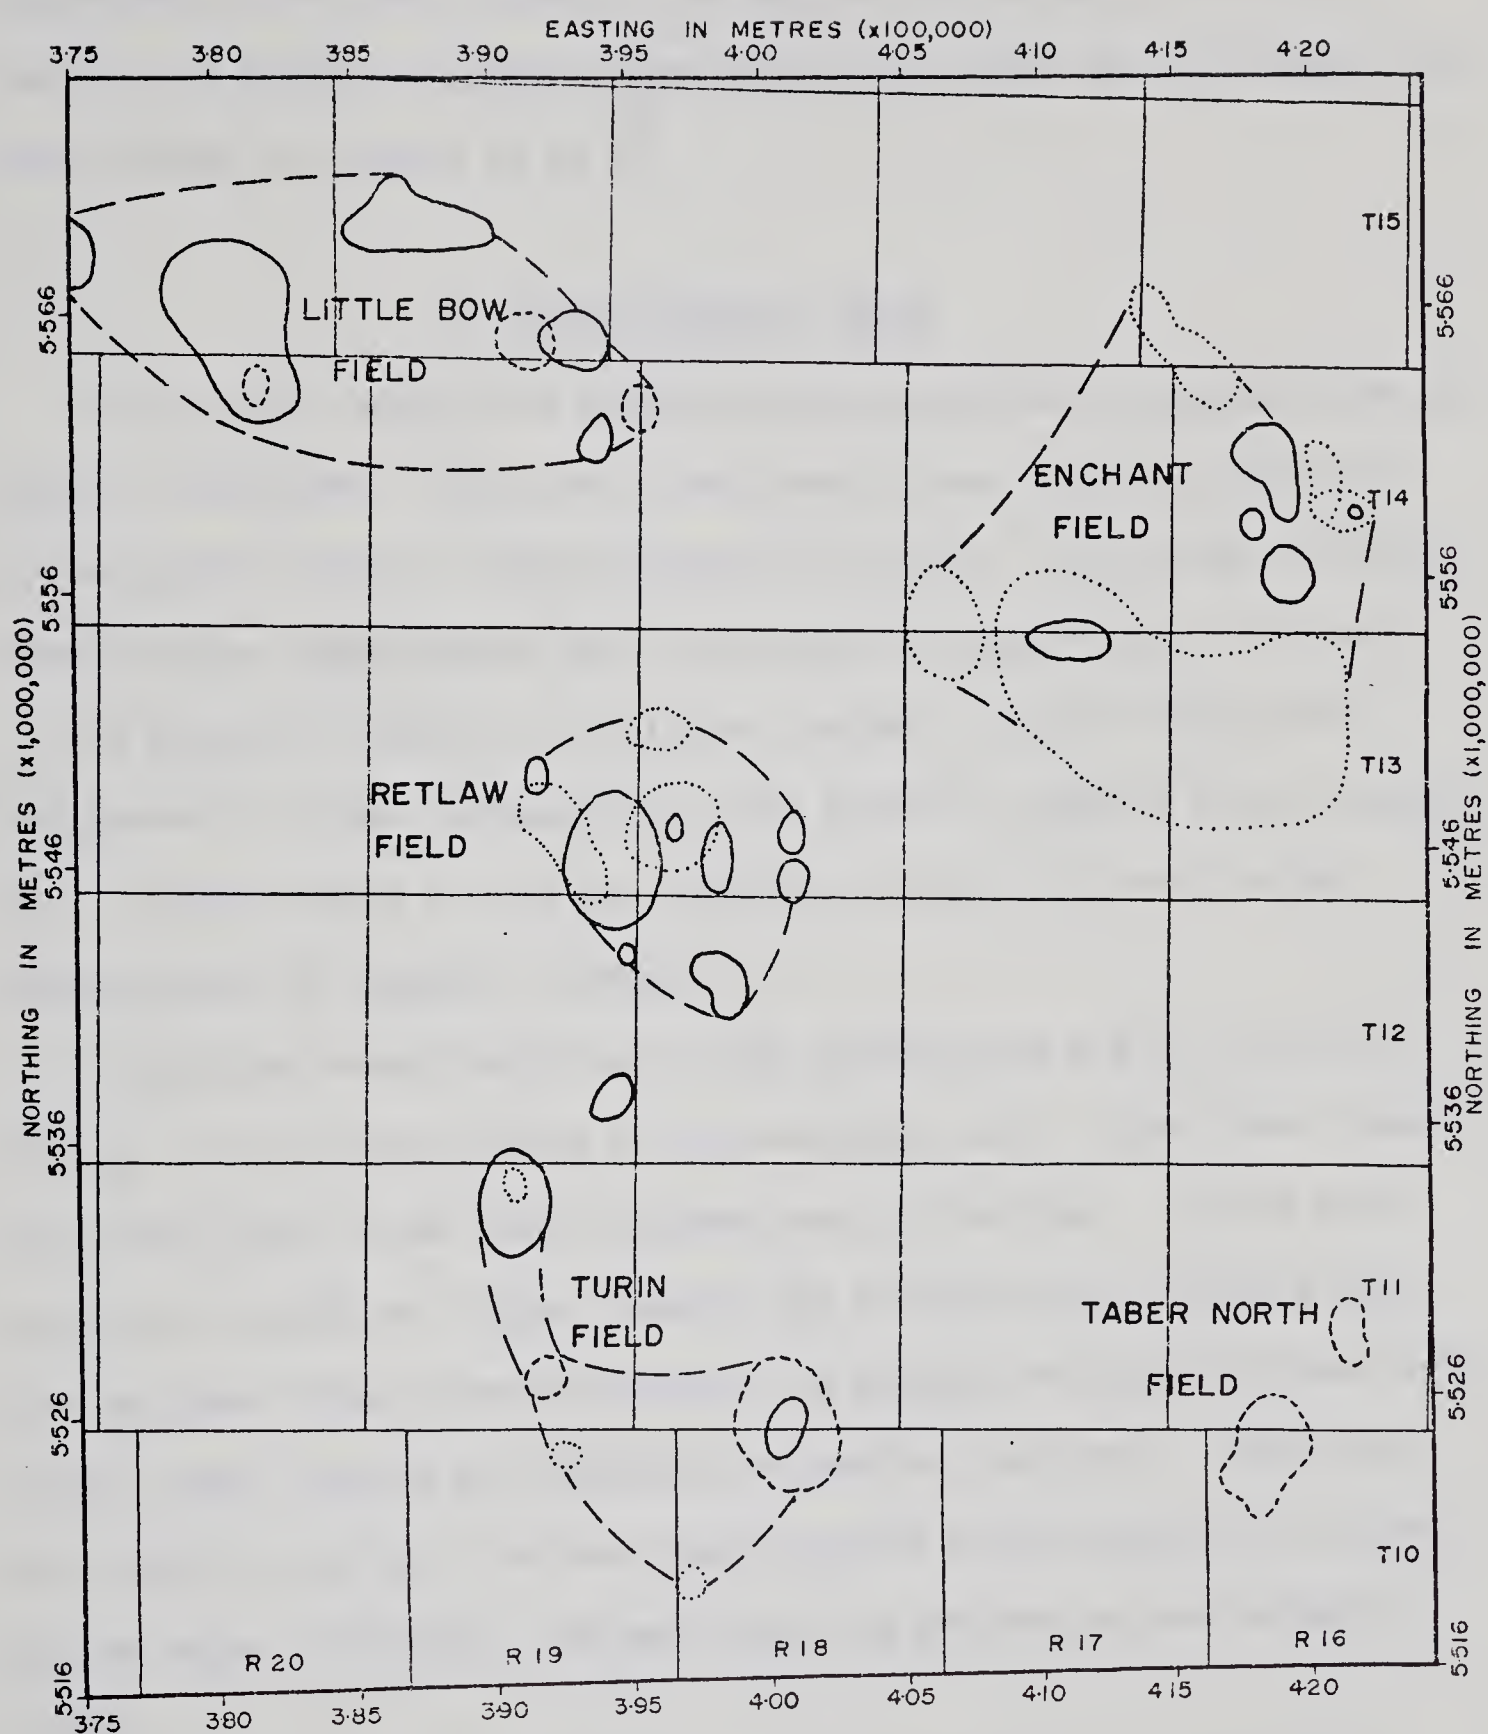 EASTING IN METRES (x100,000)
3·75 3·80 3·85 3·90 3·95 4·00 4·05 4·10 4·15 4·20
T15
5·566
LITTLE BOW
FIELD
5·566
ENCHANT
FIELD
T14
5·556
5·556
NORTHING IN METRES (x1,000,000)
NORTHING IN METRES (x1,000,000)
RETLAW
FIELD
T13
5·546
5·546
T12
5·536
5·536
TURIN
FIELD
T11
TABER NORTH
FIELD
5·526
5·526
T10
R 20 R 19 R 18 R 17 R 16
5·516
5·516
3·75 3·80 3·85 3·90 3·95 4·00 4·05 4·10 4·15 4·20